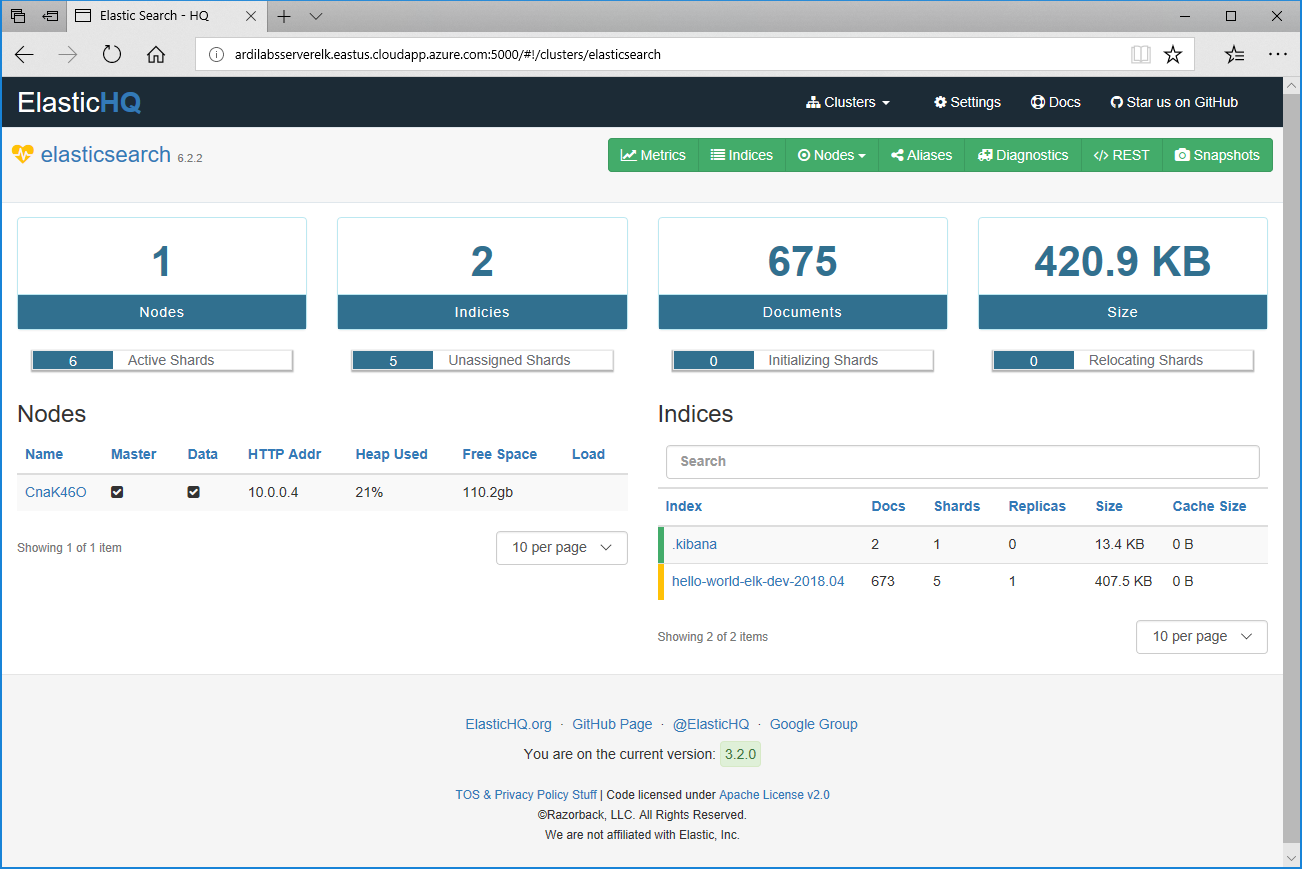 Elastic Search - HQ
ardilabsserverelk.eastus.cloudapp.azure.com:5000/#!/clusters/elasticsearch
ElasticHQ Clusters Settings Docs Star us on GitHub
elasticsearch 6.2.2 Metrics Indices Nodes Aliases Diagnostics </> REST Snapshots
1 2 675 420.9 KB
Nodes Indicies Documents Size
6 Active Shards 5 Unassigned Shards 0 Initializing Shards 0 Relocating Shards
Nodes
Name Master Data HTTP Addr Heap Used Free Space Load
CnaK46O 10.0.0.4 21% 110.2gb
Showing 1 of 1 item 10 per page
Indices
Search
Index Docs Shards Replicas Size Cache Size
.kibana 2 1 0 13.4 KB 0 B
hello-world-elk-dev-2018.04 673 5 1 407.5 KB 0 B
Showing 2 of 2 items 10 per page
ElasticHQ.org · GitHub Page · @ElasticHQ · Google Group
You are on the current version: 3.2.0
TOS & Privacy Policy Stuff | Code licensed under Apache License v2.0
©Razorback, LLC. All Rights Reserved.
We are not affiliated with Elastic, Inc.